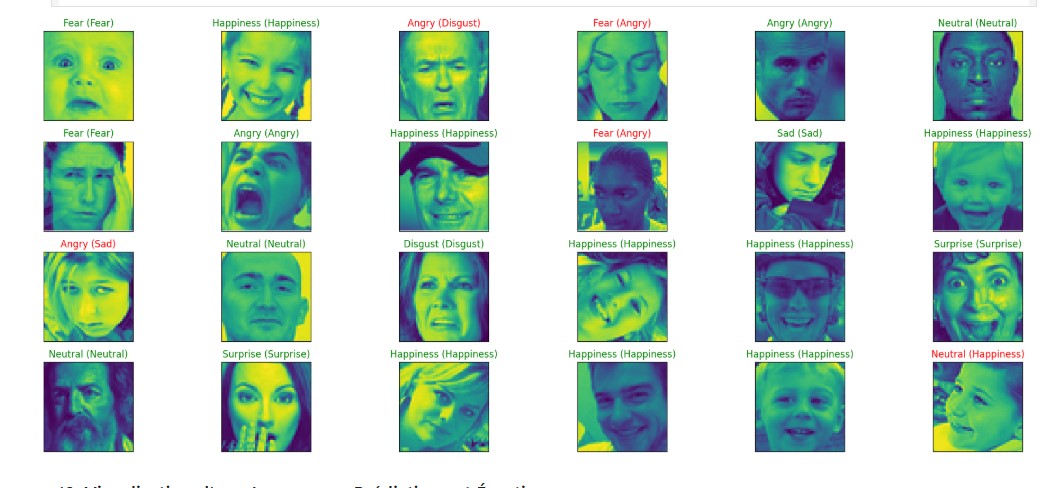 Fear (Fear) Happiness (Happiness) Angry (Disgust) Fear (Angry) Angry (Angry) Neutral (Neutral)
Fear (Fear) Angry (Angry) Happiness (Happiness) Fear (Angry) Sad (Sad) Happiness (Happiness)
Angry (Sad) Neutral (Neutral) Disgust (Disgust) Happiness (Happiness) Happiness (Happiness) Surprise (Surprise)
Neutral (Neutral) Surprise (Surprise) Happiness (Happiness) Happiness (Happiness) Happiness (Happiness) Neutral (Happiness)